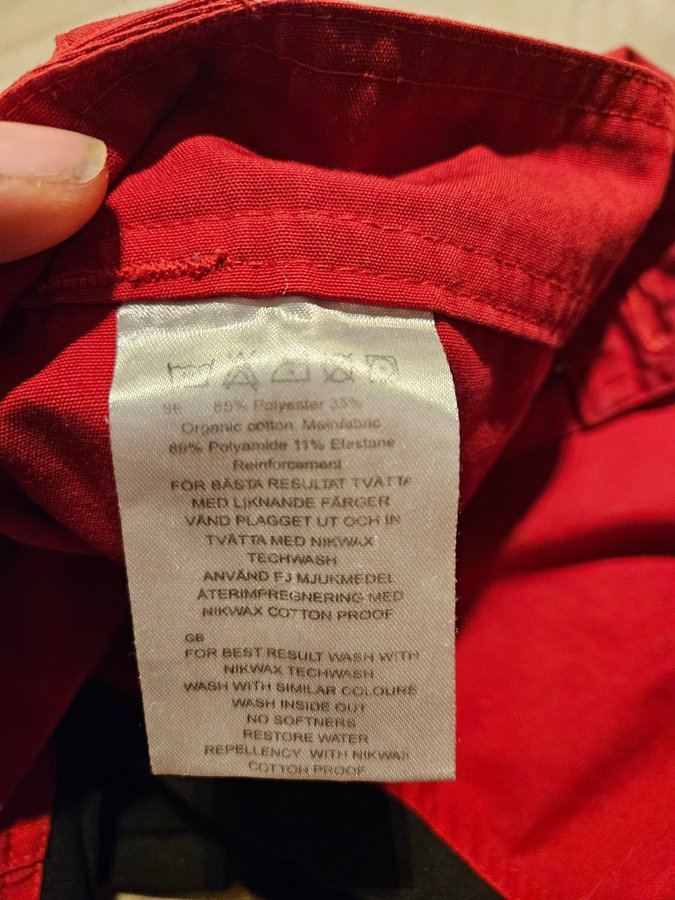 SE 65% Polyester 35%
Organic cotton. Mainfabric
89% Polyamide 11% Elastane
Reinforcement
FÖR BÄSTA RESULTAT TVÄTTA
MED LIKNANDE FÄRGER
VÄND PLAGGET UT OCH IN
TVÄTTA MED NIKWAX
TECHWASH
ANVÄND EJ MJUKMEDEL
ÅTERIMPREGNERING MED
NIKWAX COTTON PROOF
GB
FOR BEST RESULT WASH WITH
NIKWAX TECHWASH
WASH WITH SIMILAR COLOURS
WASH INSIDE OUT
NO SOFTNERS
RESTORE WATER
REPELLENCY WITH NIKWAX
COTTON PROOF